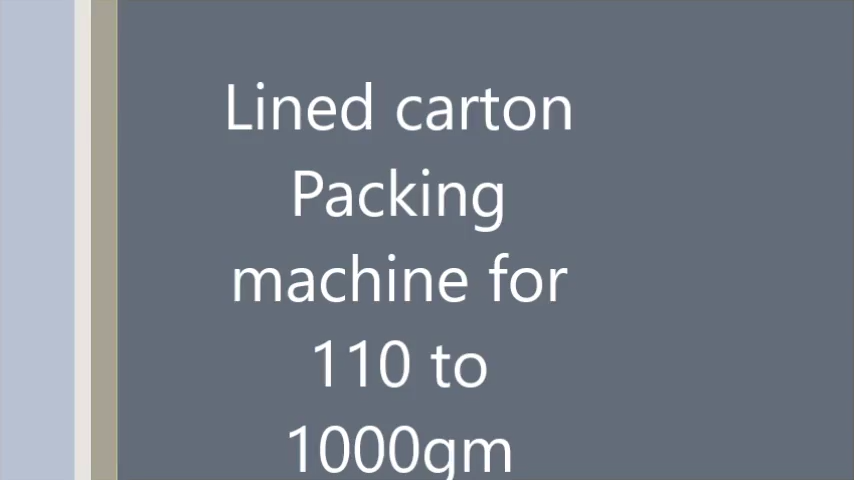 Lined carton
Packing
machine for
110 to
1000gm